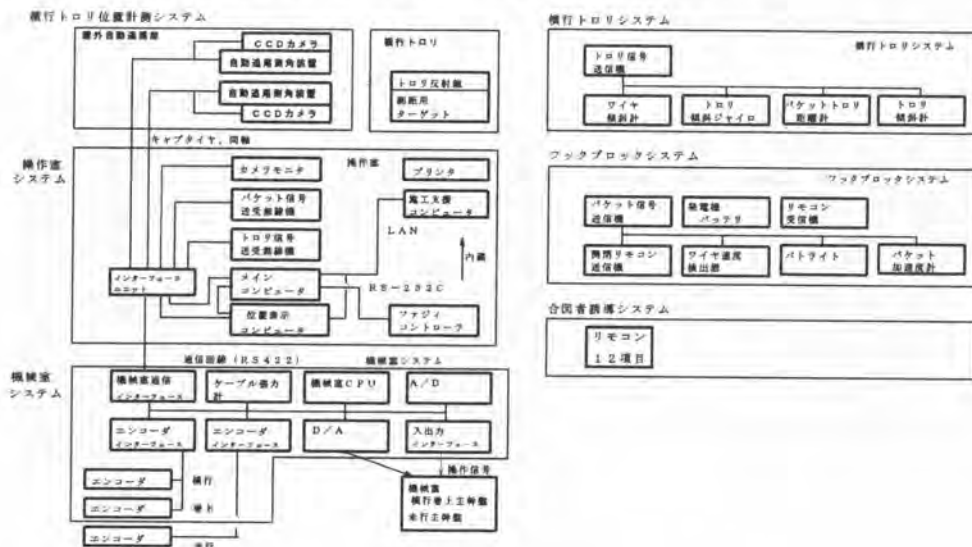 横行トロリ位置計測システム
屋外自動追尾部
CCDカメラ
自動追尾測角装置
自動追尾測角装置
CCDカメラ
横行トロリ
トロリ反射鏡
測距用
ターゲット
キャブタイヤ，同軸
操作室
システム
操作室
カメラモニタ
バケット信号
送受無線機
トロリ信号
送受無線機
メイン
コンピュータ
位置表示
コンピュータ
インターフェース
ユニット
プリンタ
施工支援
コンピュータ
LAN
内蔵
RS-232C
ファジィ
コントローラ
通信回線（RS422）
機械室システム
機械室
システム
機械室通信
インターフェース
ケーブル張力
計
機械室CPU
A/D
エンコーダ
インターフェース
エンコーダ
インターフェース
D/A
入出力
インターフェース
エンコーダ
横行
エンコーダ
エンコーダ
操作信号
機械室
横行巻上主幹盤
走行主幹盤
横行トロリシステム
横行トロリシステム
トロリ信号
送信機
ワイヤ
傾斜計
トロリ
傾斜ジャイロ
バケットトロリ
距離計
トロリ
傾斜計
フックブロックシステム
フックブロックシステム
バケット信号
送信機
発電機・
バッテリ
リモコン
受信機
開閉リモコン
送信機
ワイヤ速度
検出部
パトライト
バケット
加速度計
合図者誘導システム
リモコン
12項目